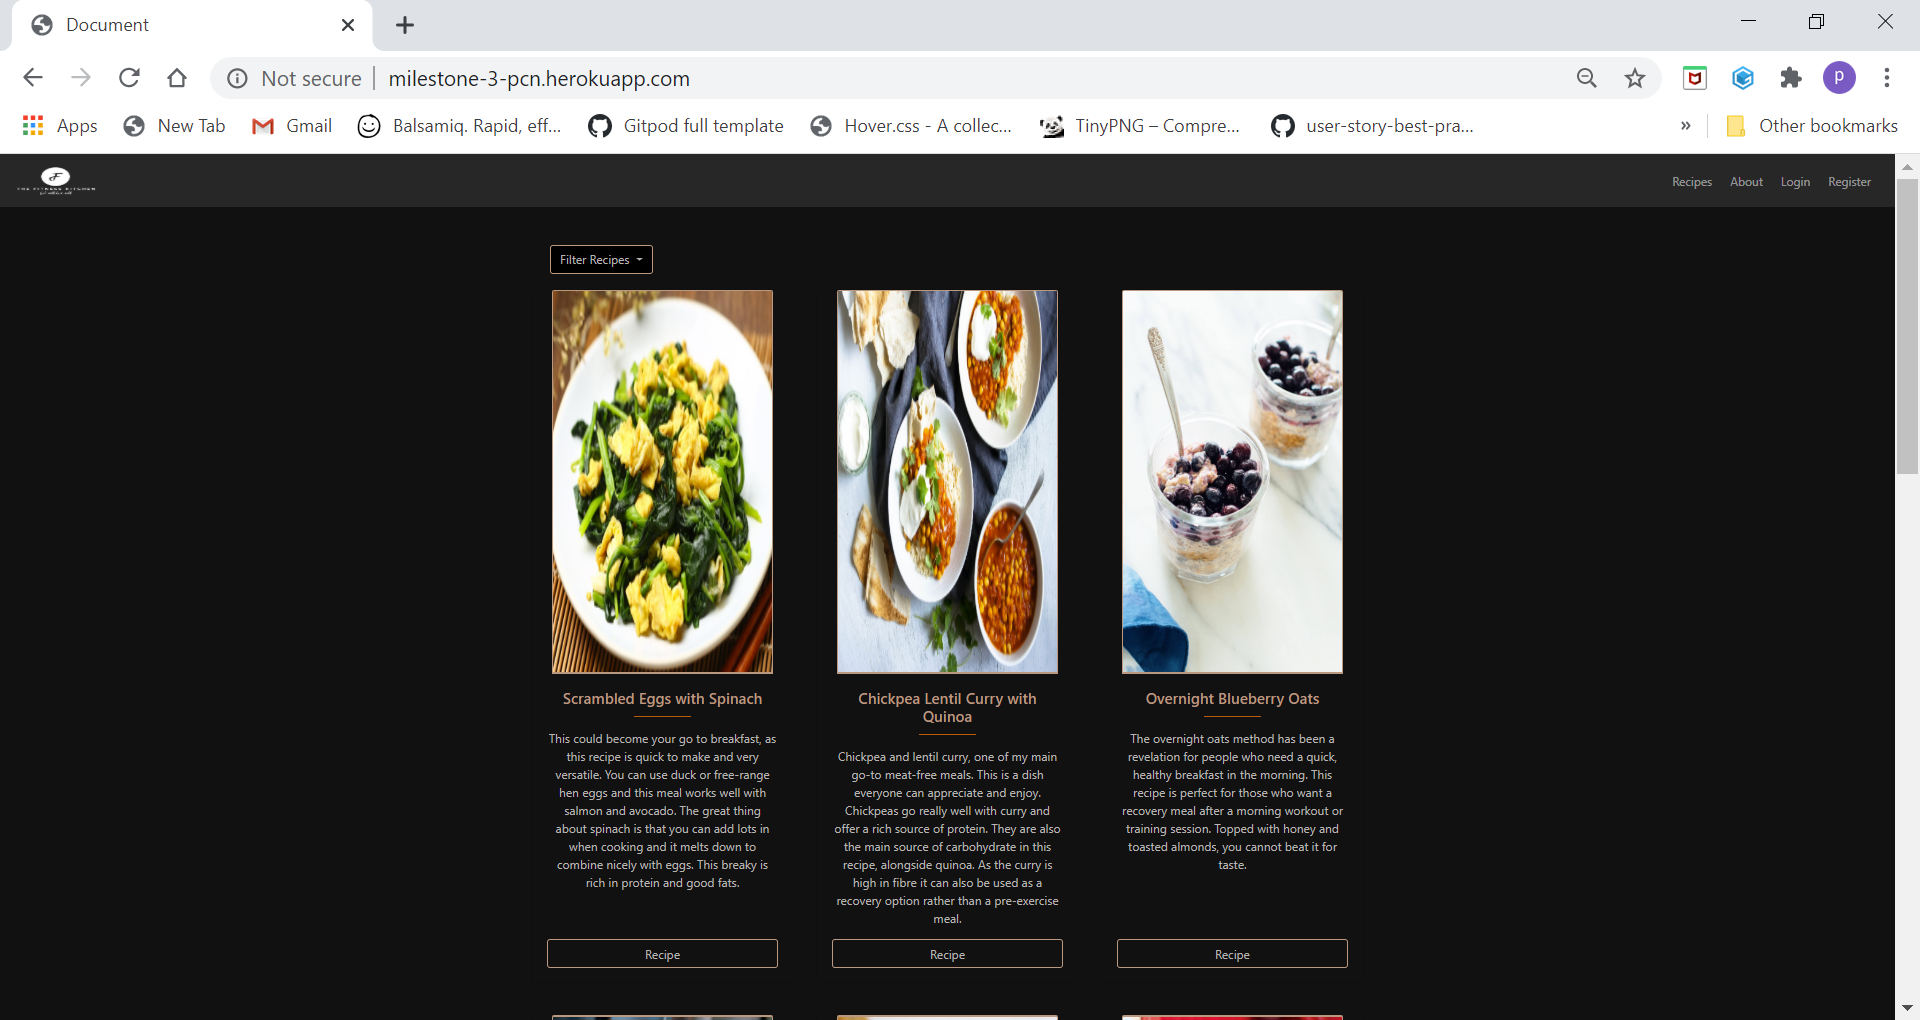 Document
Not secure milestone-3-pcn.herokuapp.com
p
Apps New Tab Gmail Balsamiq. Rapid, eff... Gitpod full template Hover.css - A collec... TinyPNG – Compre... user-story-best-pra... » Other bookmarks
THE FITNESS KITCHEN
Recipes About Login Register
Filter Recipes
Scrambled Eggs with Spinach
This could become your go to breakfast, as
this recipe is quick to make and very
versatile. You can use duck or free-range
hen eggs and this meal works well with
salmon and avocado. The great thing
about spinach is that you can add lots in
when cooking and it melts down to
combine nicely with eggs. This breaky is
rich in protein and good fats.
Recipe
Chickpea Lentil Curry with
Quinoa
Chickpea and lentil curry, one of my main
go-to meat-free meals. This is a dish
everyone can appreciate and enjoy.
Chickpeas go really well with curry and
offer a rich source of protein. They are also
the main source of carbohydrate in this
recipe, alongside quinoa. As the curry is
high in fibre it can also be used as a
recovery option rather than a pre-exercise
meal.
Recipe
Overnight Blueberry Oats
The overnight oats method has been a
revelation for people who need a quick,
healthy breakfast in the morning. This
recipe is perfect for those who want a
recovery meal after a morning workout or
training session. Topped with honey and
toasted almonds, you cannot beat it for
taste.
Recipe